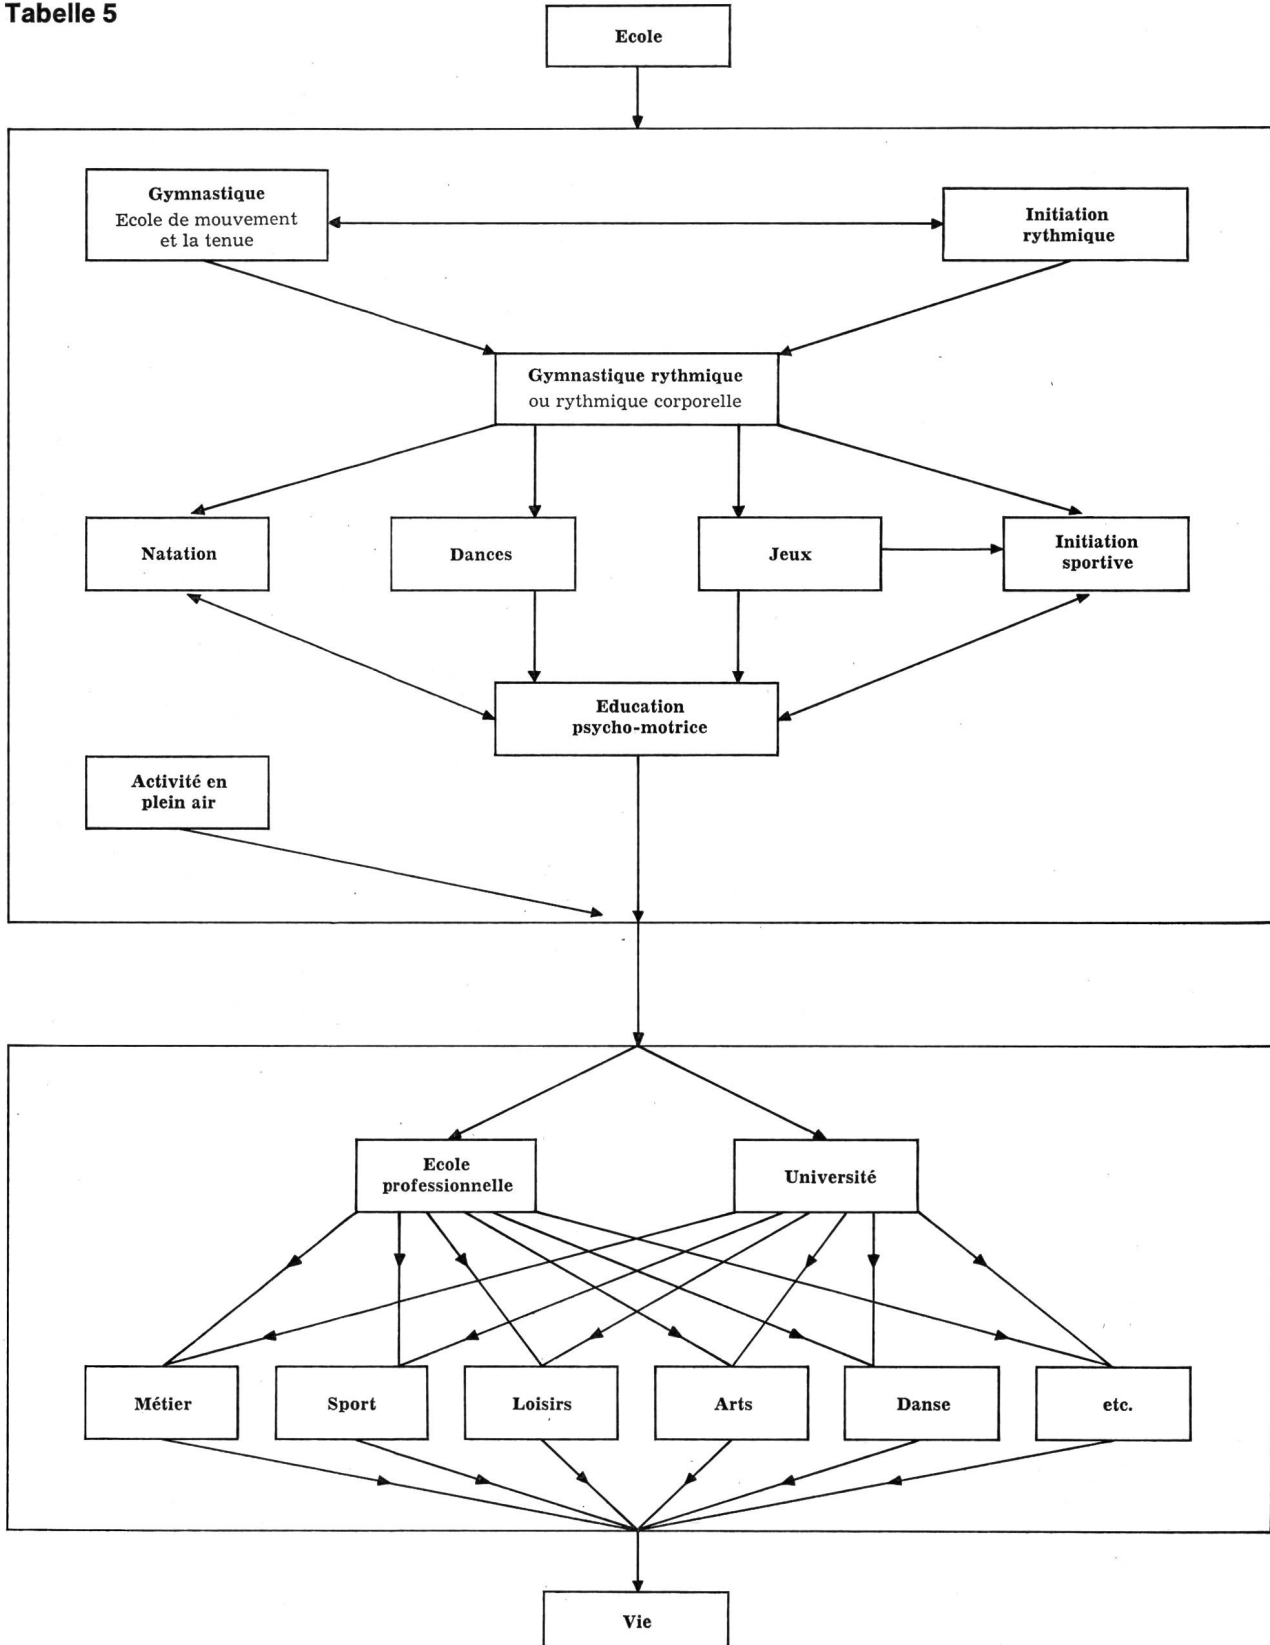 Tabelle 5
Ecole
Gymnastique
Ecole de mouvement
et la tenue
Initiation
rythmique
Gymnastique rythmique
ou rythmique corporelle
Natation
Dances
Jeux
Initiation
sportive
Education
psycho-motrice
Activité en
plein air
Ecole
professionnelle
Université
Métier
Sport
Loisirs
Arts
Danse
etc.
Vie